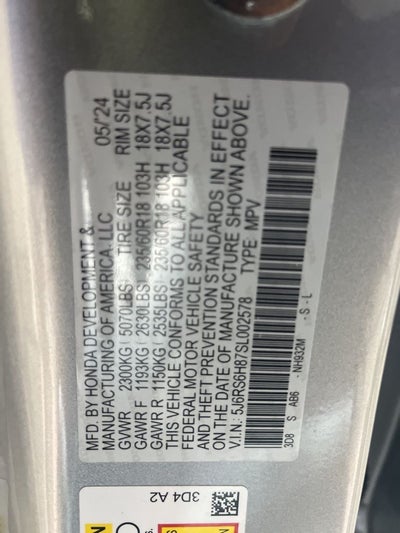 MFD. BY HONDA DEVELOPMENT &
MANUFACTURING OF AMERICA, LLC 05/'24
GVWR 2300KG( 5070LBS) TIRE SIZE RIM SIZE
GAWR F 1193KG( 2630LBS) 235/60R18 103H 18X7.5J
GAWR R 1150KG( 2535LBS) 235/60R18 103H 18X7.5J
THIS VEHICLE CONFORMS TO ALL APPLICABLE
FEDERAL MOTOR VEHICLE SAFETY
AND THEFT PREVENTION STANDARDS IN EFFECT
ON THE DATE OF MANUFACTURE SHOWN ABOVE.
V.I.N.: 5J6RS6H87SL002578 TYPE: MPV
3D8 S AB6 - NH932M - S - L
3D4 A2